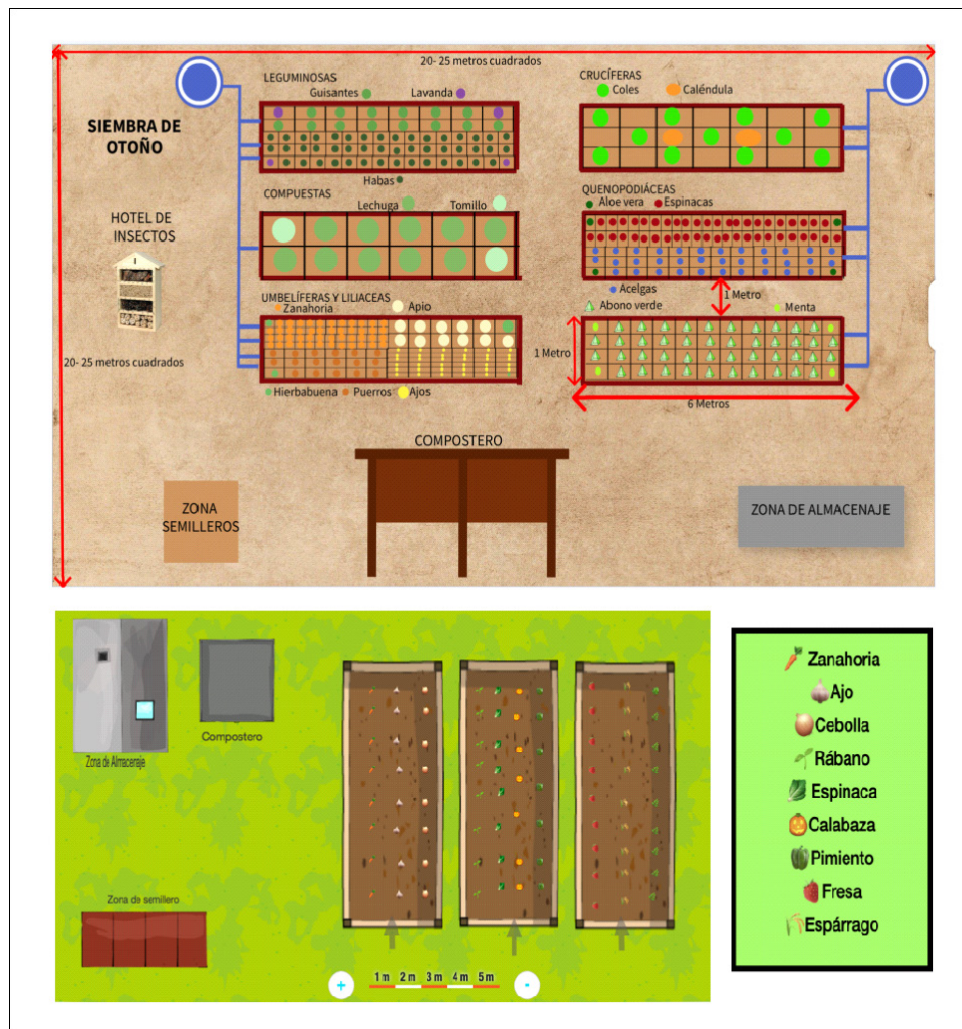 20- 25 metros cuadrados
SIEMBRA DE
OTOÑO
LEGUMINOSAS
Guisantes
Lavanda
Habas
CRUCÍFERAS
Coles
Caléndula
HOTEL DE
INSECTOS
COMPUESTAS
Lechuga
Tomillo
QUENOPODIÁCEAS
Aloe vera
Espinacas
Acelgas
1 Metro
UMBELÍFERAS Y LILIACEAS
Zanahoria
Apio
Hierbabuena
Puerros
Ajos
Abono verde
Menta
1 Metro
6 Metros
20- 25 metros cuadrados
COMPOSTERO
ZONA
SEMILLEROS
ZONA DE ALMACENAJE
Zona de Almacenaje
Compostero
Zona de semillero
+
1 m 2 m 3 m 4 m 5 m
-
Zanahoria
Ajo
Cebolla
Rábano
Espinaca
Calabaza
Pimiento
Fresa
Espárrago